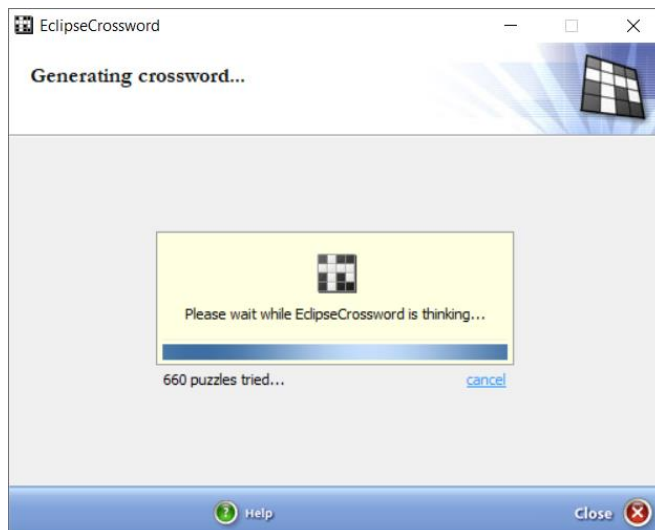 EclipseCrossword
Generating crossword...
Please wait while EclipseCrossword is thinking...
660 puzzles tried...
cancel
Help
Close